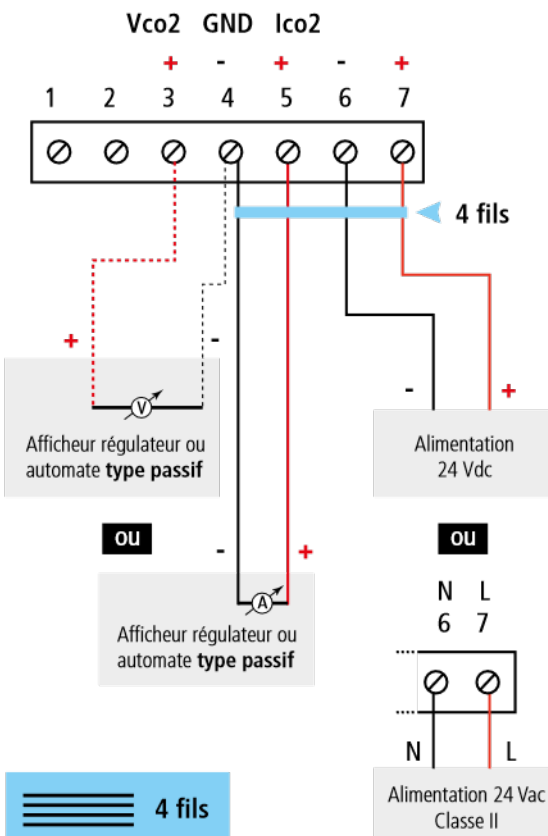 Vco2 GND Ico2
+ - + - +
1 2 3 4 5 6 7
4 fils
+ -
V
Afficheur régulateur ou
automate type passif
- +
Alimentation
24 Vdc
ou
- +
A
Afficheur régulateur ou
automate type passif
ou
N L
6 7
N L
Alimentation 24 Vac
Classe II
4 fils